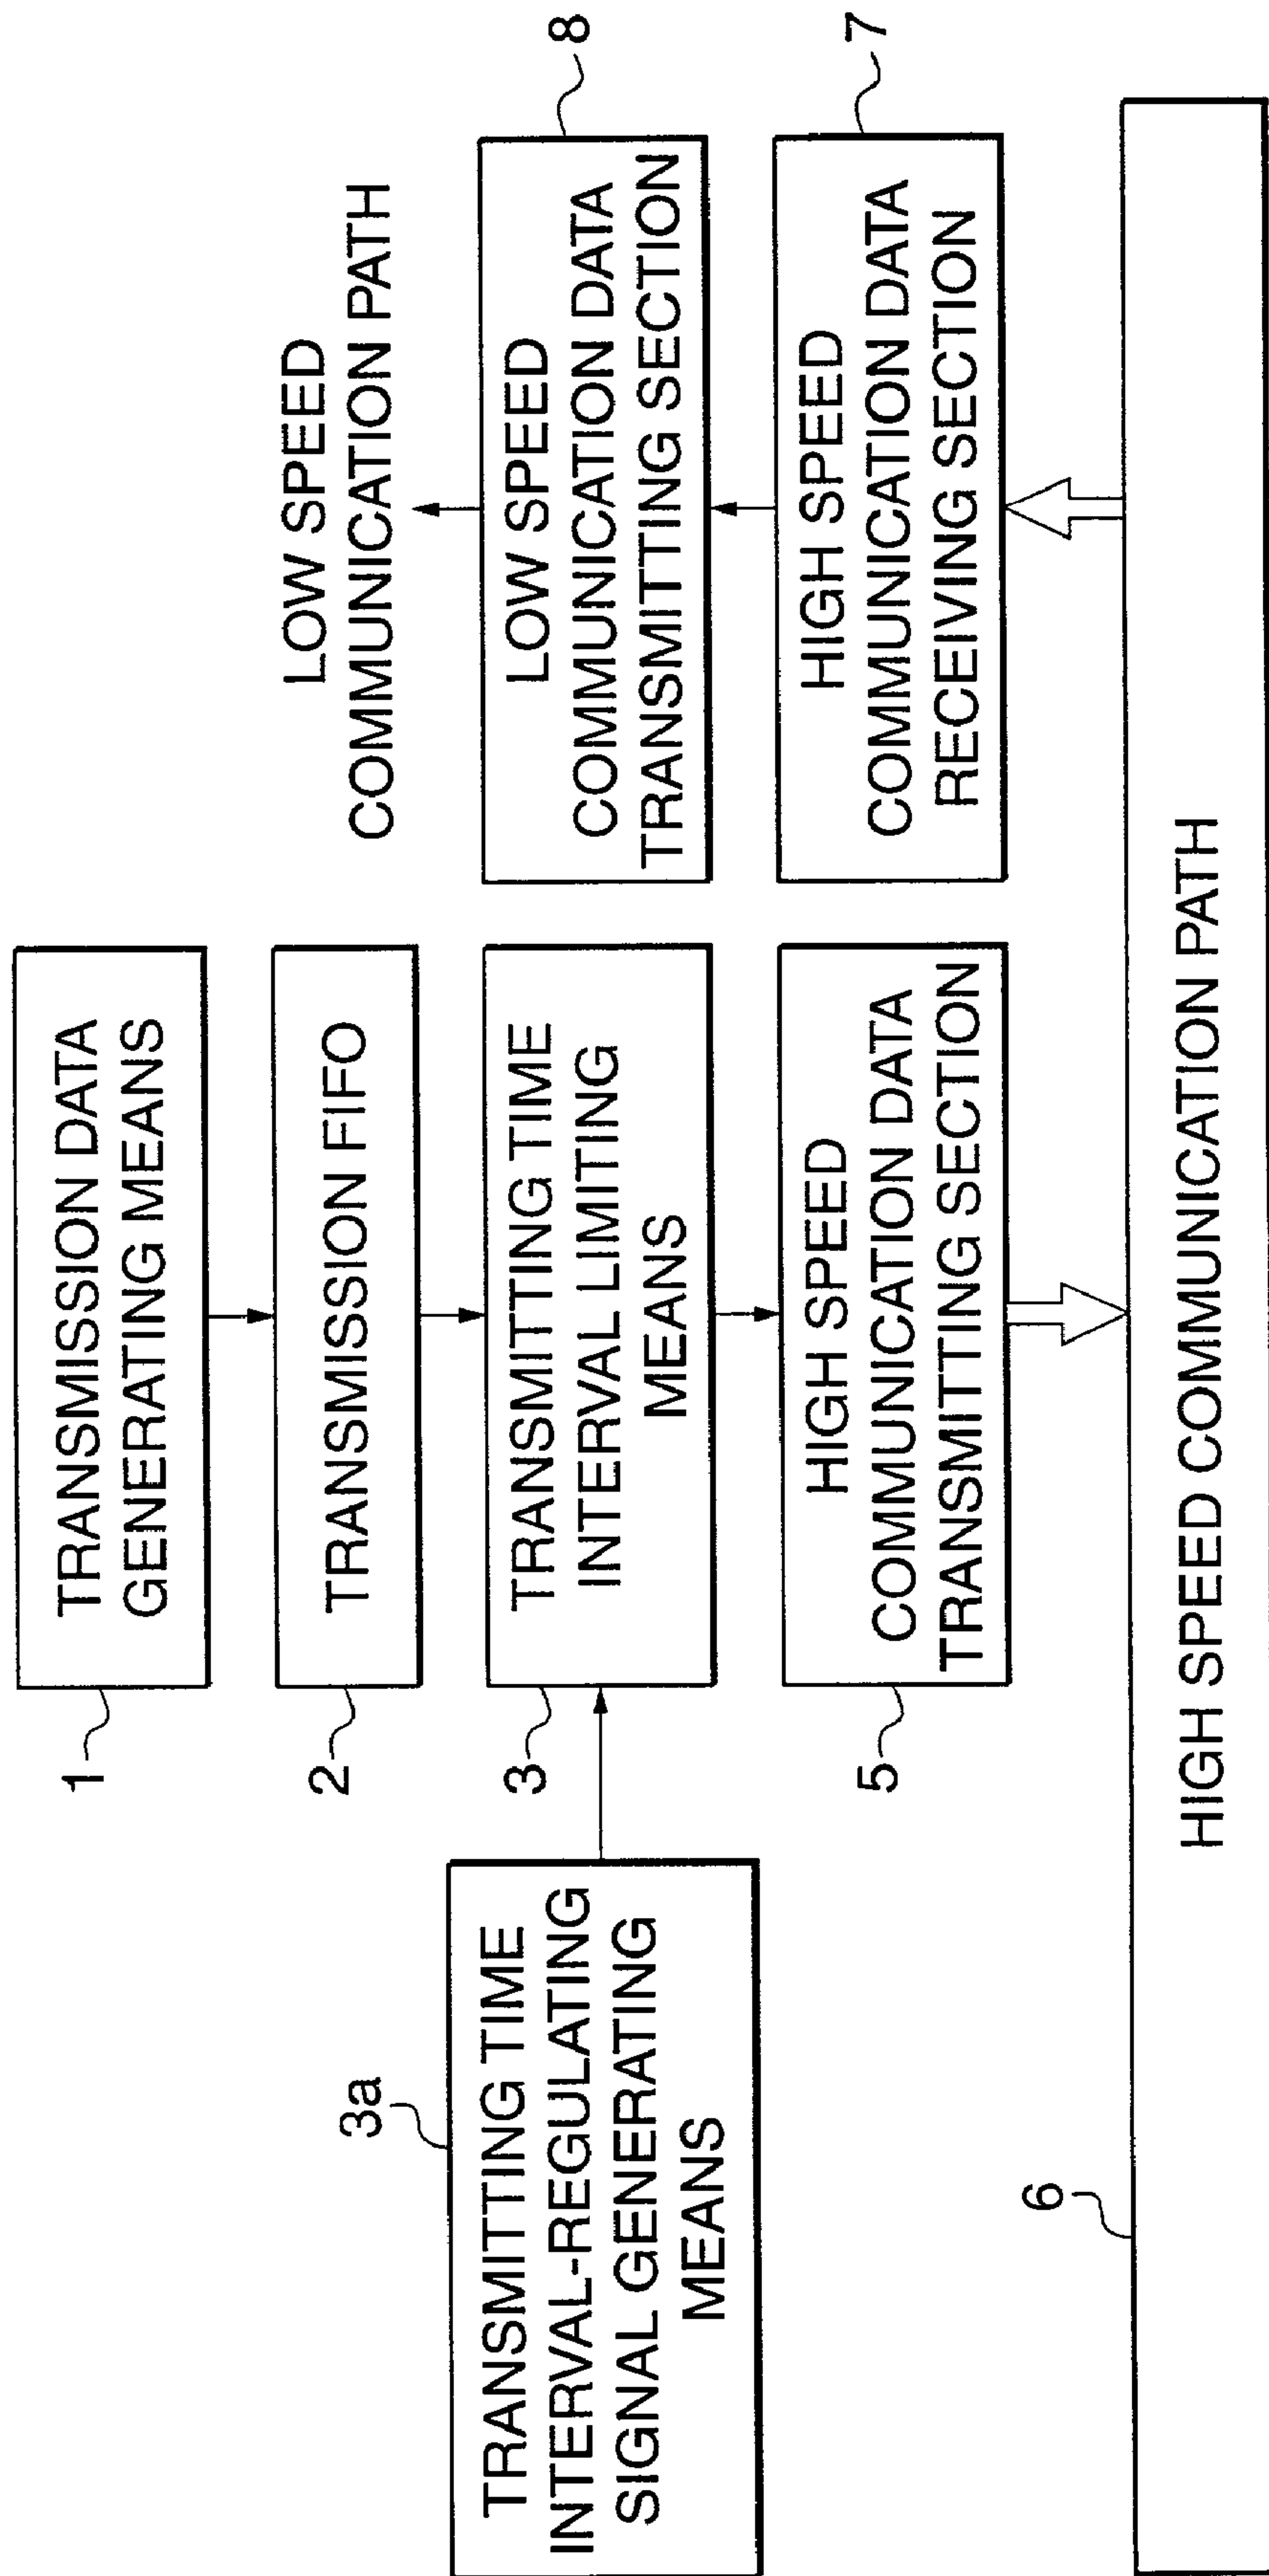 1
TRANSMISSION DATA
GENERATING MEANS
2
TRANSMISSION FIFO
3a
TRANSMITTING TIME
INTERVAL-REGULATING
SIGNAL GENERATING
MEANS
3
TRANSMITTING TIME
INTERVAL LIMITING
MEANS
5
HIGH SPEED
COMMUNICATION DATA
TRANSMITTING SECTION
LOW SPEED
COMMUNICATION PATH
8
LOW SPEED
COMMUNICATION DATA
TRANSMITTING SECTION
7
HIGH SPEED
COMMUNICATION DATA
RECEIVING SECTION
6
HIGH SPEED COMMUNICATION PATH